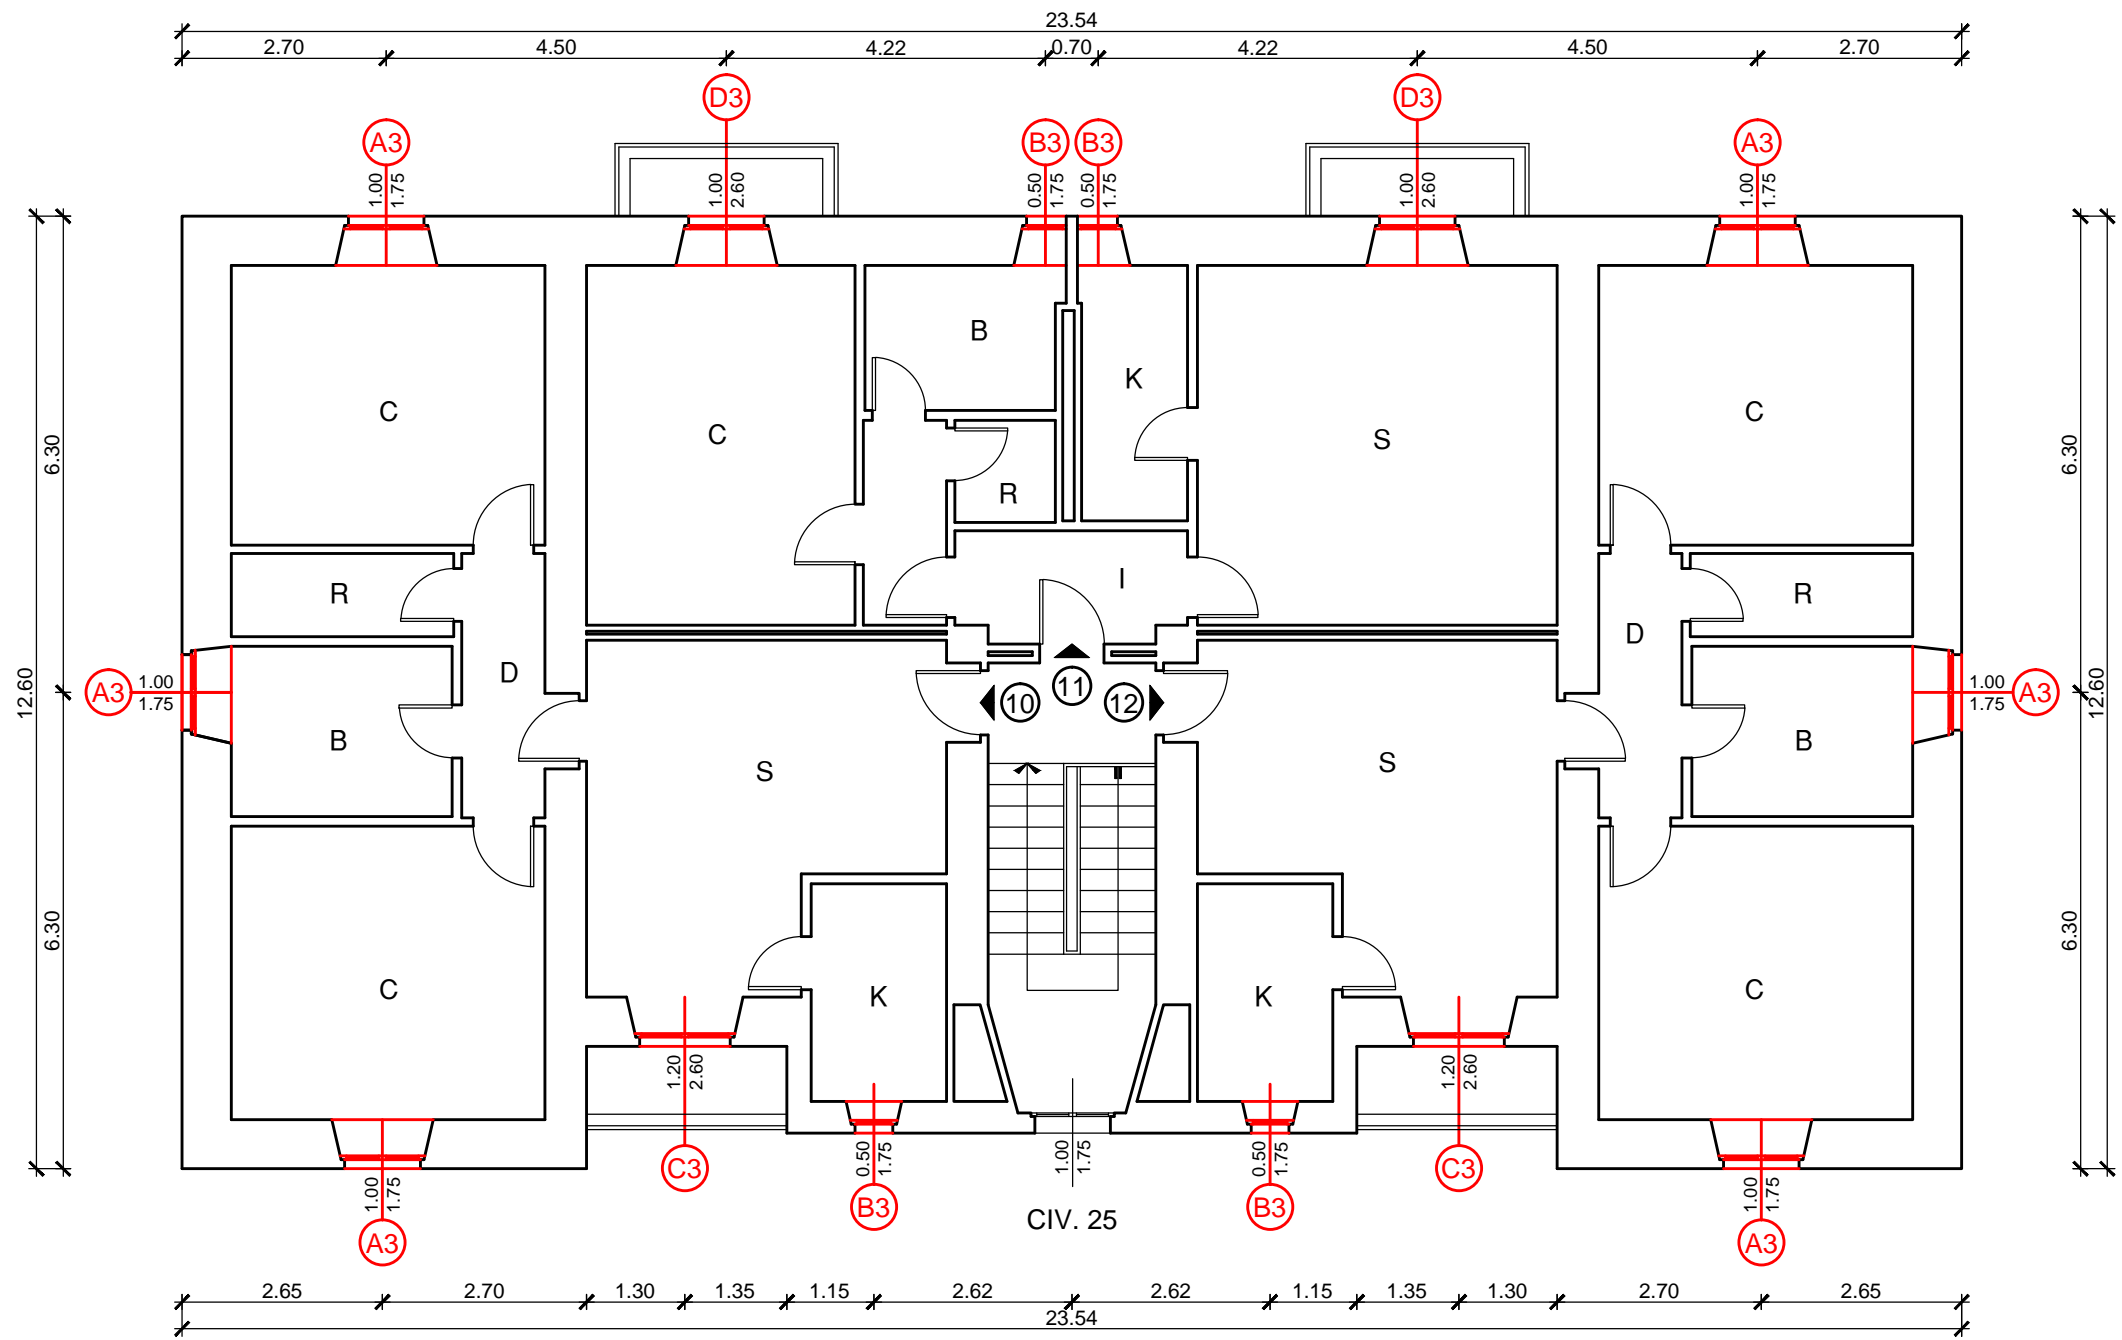 23.54
2.70 4.50 4.22 0.70 4.22 4.50 2.70
D3 D3
A3 B3 B3 A3
1.00 1.75 1.00 2.60 0.50 1.75 0.50 1.75 1.00 2.60 1.00 1.75
B
K
C C S C
6.30 6.30
R
R I R
D D
12.60 12.60
A3 1.00 1.75 10 11 12 1.00 1.75 A3
B S S B
6.30 6.30
C K K C
1.20 2.60 1.20 2.60
1.00 1.75 C3 0.50 1.75 1.00 1.75 0.50 1.75 C3 1.00 1.75
B3 B3
CIV. 25
A3 A3
2.65 2.70 1.30 1.35 1.15 2.62 2.62 1.15 1.35 1.30 2.70 2.65
23.54